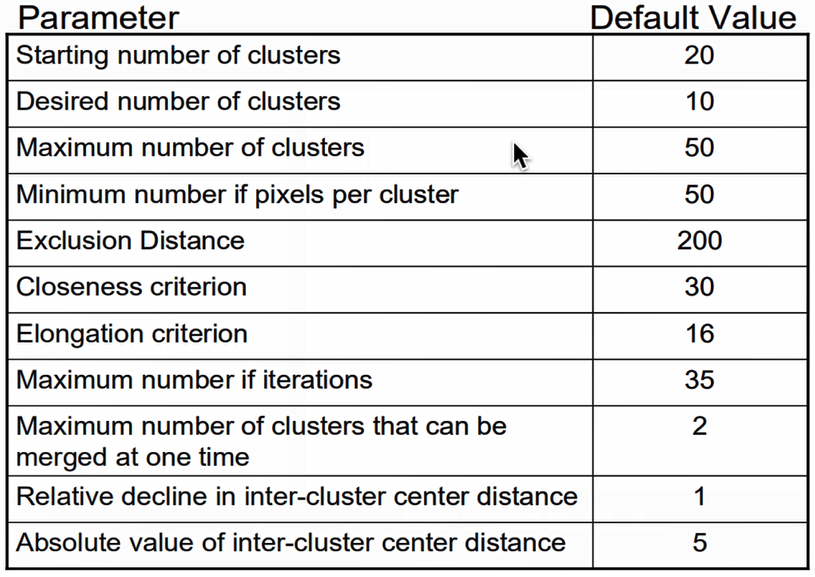 Parameter Default Value
Starting number of clusters 20
Desired number of clusters 10
Maximum number of clusters 50
Minimum number if pixels per cluster 50
Exclusion Distance 200
Closeness criterion 30
Elongation criterion 16
Maximum number if iterations 35
Maximum number of clusters that can be 2
merged at one time
Relative decline in inter-cluster center distance 1
Absolute value of inter-cluster center distance 5